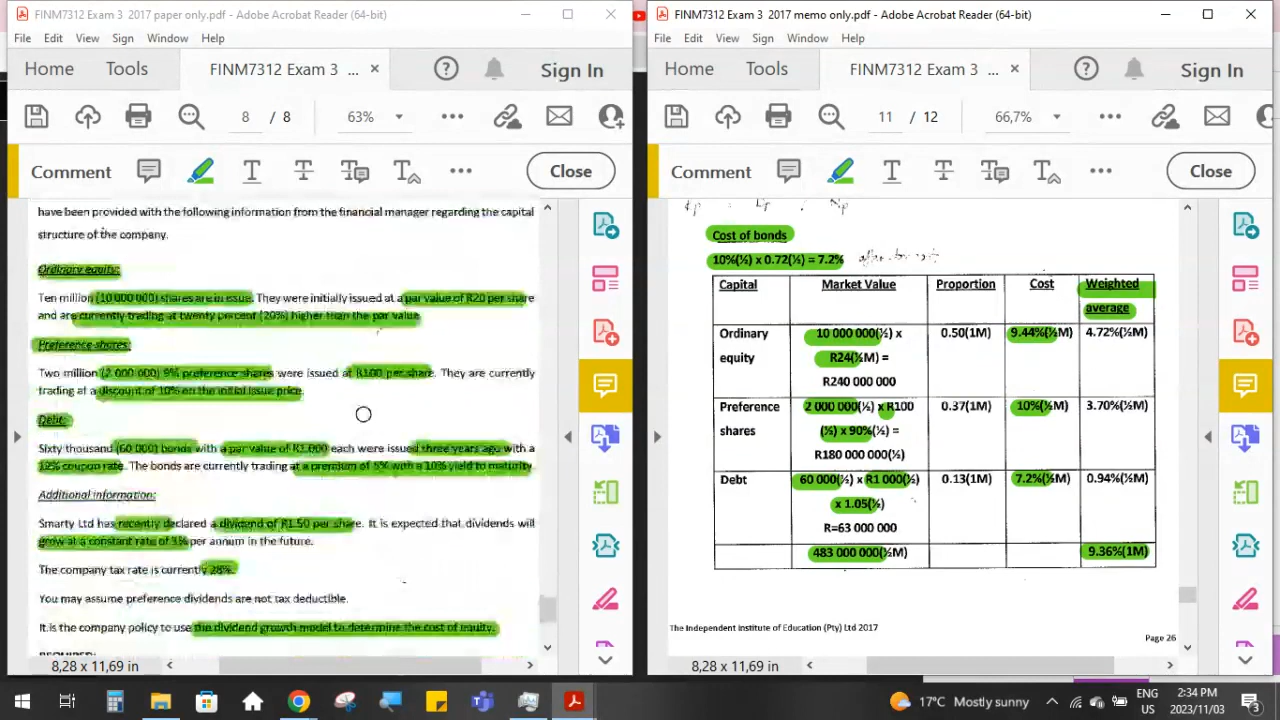 FINM7312 Exam 3 2017 paper only.pdf - Adobe Acrobat Reader (64-bit)
File Edit View Sign Window Help
Home Tools FINM7312 Exam 3 ... Sign In
8 / 8 63%
Comment Close
have been provided with the following information from the financial manager regarding the capital
structure of the company.
Ordinary equity:
Ten million (10 000 000) shares are in issue. They were initially issued at a par value of R20 per share
and are currently trading at twenty percent (20%) higher than the par value.
Preference shares:
Two million (2 000 000) 9% preference shares were issued at R100 per share. They are currently
trading at a discount of 10% on the initial issue price.
Debt:
Sixty thousand (60 000) bonds with a par value of R1 000 each were issued three years ago with a
12% coupon rate. The bonds are currently trading at a premium of 5% with a 10% yield to maturity.
Additional information:
Smarty Ltd has recently declared a dividend of R1.50 per share. It is expected that dividends will
grow at a constant rate of 3% per annum in the future.
The company tax rate is currently 28%.
You may assume preference dividends are not tax deductible.
It is the company policy to use the dividend growth model to determine the cost of equity.
8,28 x 11,69 in
FINM7312 Exam 3 2017 memo only.pdf - Adobe Acrobat Reader (64-bit)
File Edit View Sign Window Help
Home Tools FINM7312 Exam 3 ... Sign In
11 / 12 66,7%
Comment Close
Cost of bonds
10%(½) x 0.72(½) = 7.2%
Capital Market Value Proportion Cost Weighted
average
Ordinary 10 000 000(½) x 0.50(1M) 9.44%(½M) 4.72%(½M)
equity R24(½M) =
R240 000 000
Preference 2 000 000(½) x R100 0.37(1M) 10%(½M) 3.70%(½M)
shares (½) x 90%(½) =
R180 000 000(½)
Debt 60 000(½) x R1 000(½) 0.13(1M) 7.2%(½M) 0.94%(½M)
x 1.05(½)
R=63 000 000
483 000 000(½M) 9.36%(1M)
The Independent Institute of Education (Pty) Ltd 2017
Page 26
8,28 x 11,69 in
17°C Mostly sunny ENG US 2:34 PM 2023/11/03 3